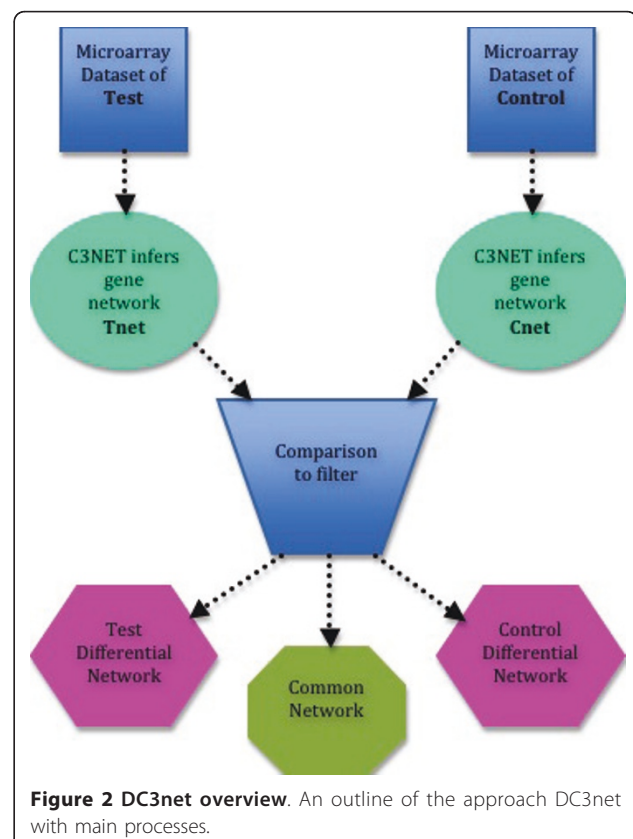 Microarray
Dataset of
Test
Microarray
Dataset of
Control
C3NET infers
gene
network
Tnet
C3NET infers
gene
network
Cnet
Comparison
to filter
Test
Differential
Network
Common
Network
Control
Differential
Network
Figure 2 DC3net overview. An outline of the approach DC3net
with main processes.